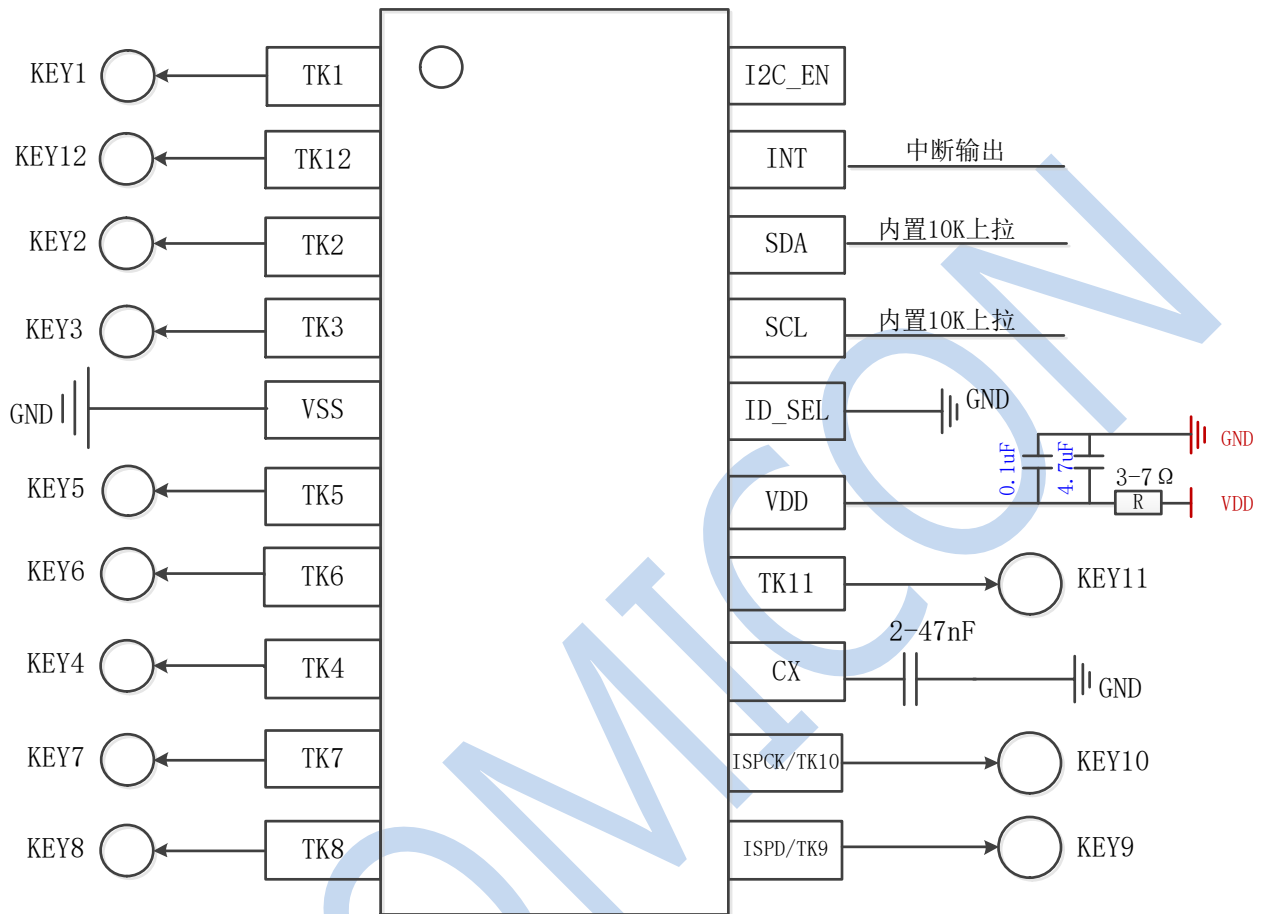 KEY1 TK1 I2C_EN
KEY12 TK12 INT 中断输出
KEY2 TK2 SDA 内置10K上拉
KEY3 TK3 SCL 内置10K上拉
GND VSS ID_SEL GND
0.1uF 4.7uF GND
KEY5 TK5 VDD 3-7Ω R VDD
KEY6 TK6 TK11 KEY11
2-47nF
KEY4 TK4 CX GND
KEY7 TK7 ISPCK/TK10 KEY10
KEY8 TK8 ISPD/TK9 KEY9
OMICON